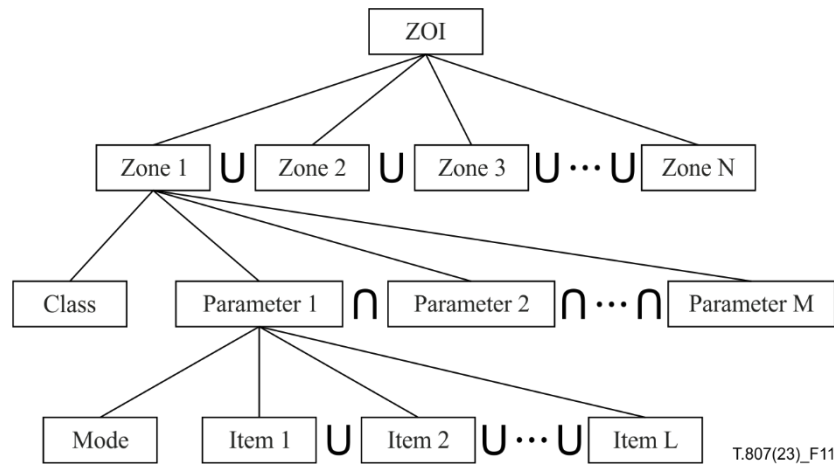 ZOI
Zone 1 ∪ Zone 2 ∪ Zone 3 ∪ ··· ∪ Zone N
Class Parameter 1 ∩ Parameter 2 ∩ ··· ∩ Parameter M
Mode Item 1 ∪ Item 2 ∪ ··· ∪ Item L
T.807(23)_F11